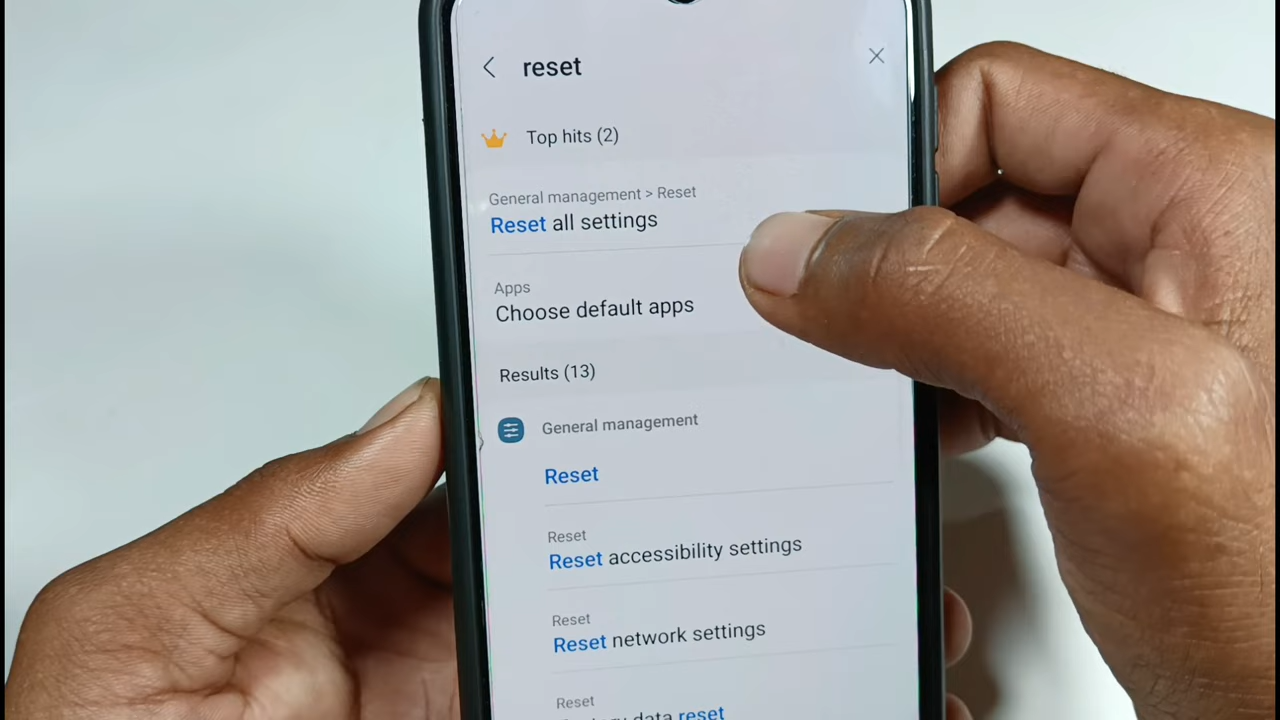 reset
Top hits (2)
General management > Reset
Reset all settings
Apps
Choose default apps
Results (13)
General management
Reset
Reset
Reset accessibility settings
Reset
Reset network settings
Reset
data reset